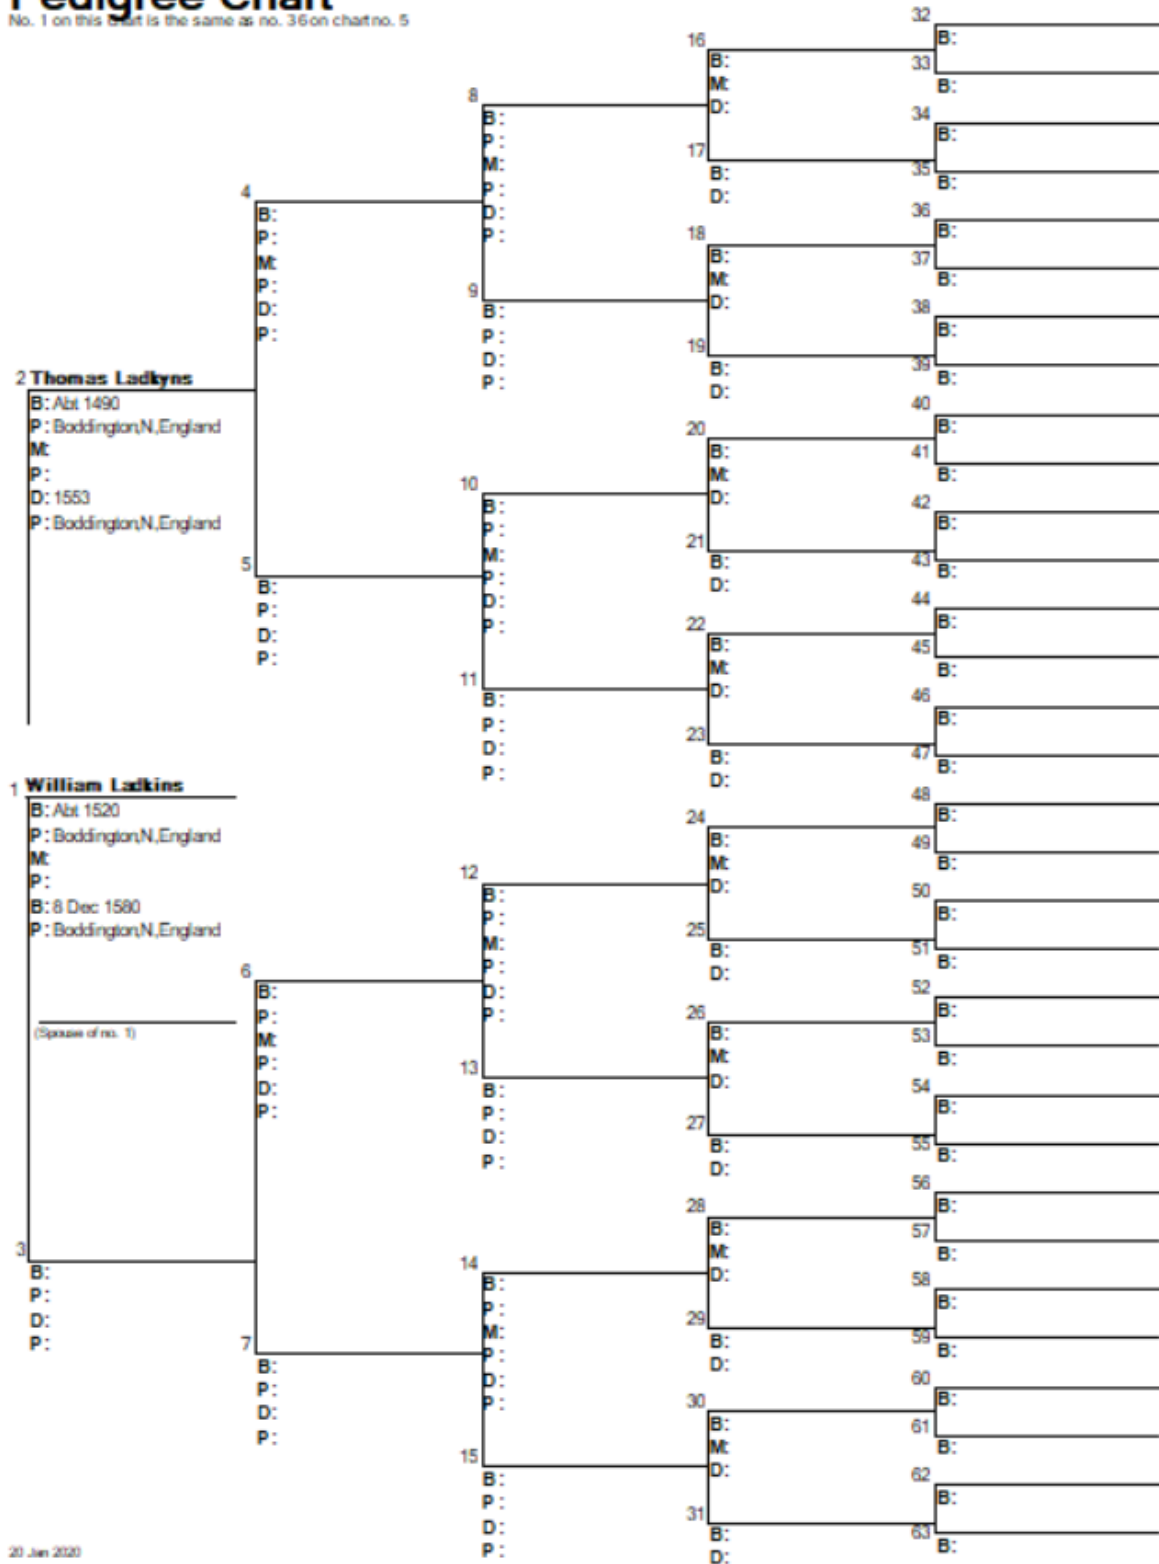 Pedigree Chart
No. 1 on this chart is the same as no. 36 on chart no. 5
2 Thomas Ladkyns
B: Abt 1490
P: Boddington,N,England
M:
P:
D: 1553
P: Boddington,N,England
1 William Ladkins
B: Abt 1520
P: Boddington,N,England
M:
P:
B: 8 Dec 1580
P: Boddington,N,England
(Spouse of no. 1)
3
B:
P:
D:
P:
4
B:
P:
M:
P:
D:
P:
5
B:
P:
D:
P:
6
B:
P:
M:
P:
D:
P:
7
B:
P:
D:
P:
8
B:
P:
M:
P:
D:
P:
9
B:
P:
D:
P:
10
B:
P:
M:
P:
D:
P:
11
B:
P:
D:
P:
12
B:
P:
M:
P:
D:
P:
13
B:
P:
D:
P:
14
B:
P:
M:
P:
D:
P:
15
B:
P:
D:
P:
16
B:
M:
D:
17
B:
D:
18
B:
M:
D:
19
B:
D:
20
B:
M:
D:
21
B:
D:
22
B:
M:
D:
23
B:
D:
24
B:
M:
D:
25
B:
D:
26
B:
M:
D:
27
B:
D:
28
B:
M:
D:
29
B:
D:
30
B:
M:
D:
31
B:
D:
32
B:
33
B:
34
B:
35
B:
36
B:
37
B:
38
B:
39
B:
40
B:
41
B:
42
B:
43
B:
44
B:
45
B:
46
B:
47
B:
48
B:
49
B:
50
B:
51
B:
52
B:
53
B:
54
B:
55
B:
56
B:
57
B:
58
B:
59
B:
60
B:
61
B:
62
B:
63
B:
20 Jan 2020